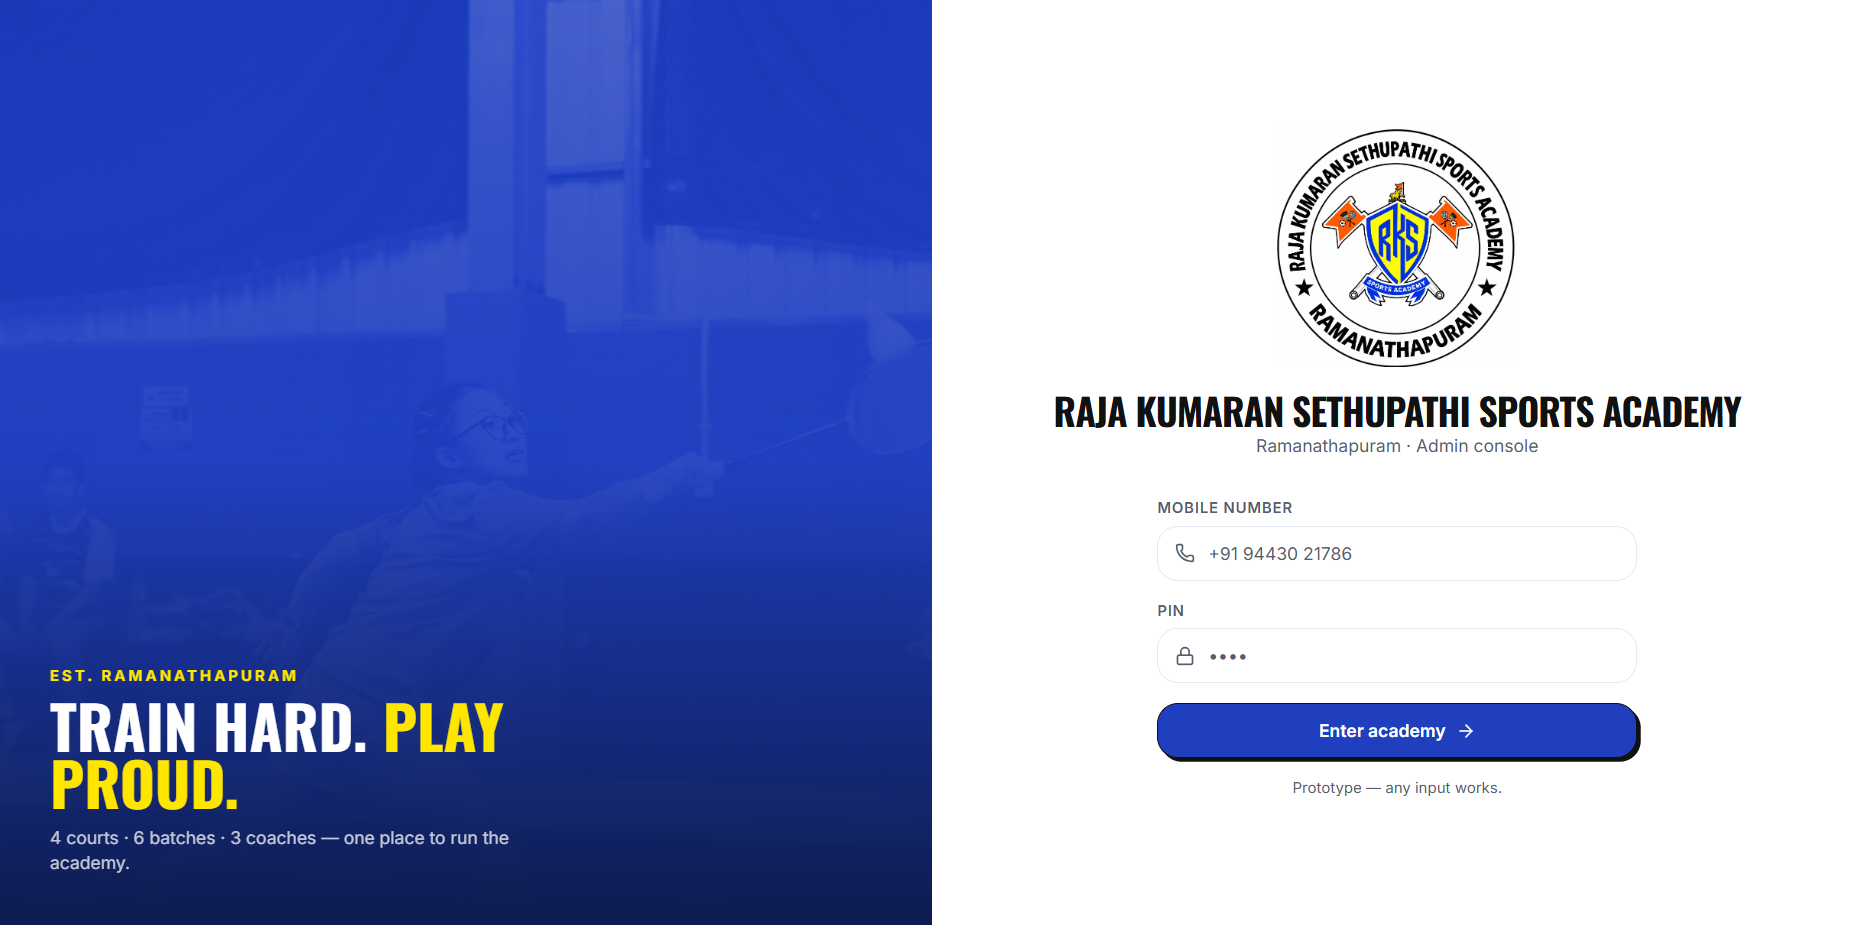 EST. RAMANATHAPURAM
TRAIN HARD. PLAY
PROUD.
4 courts · 6 batches · 3 coaches — one place to run the
academy.
RAJA KUMARAN SETHUPATHI SPORTS ACADEMY
RKS
SPORTS ACADEMY
RAMANATHAPURAM
RAJA KUMARAN SETHUPATHI SPORTS ACADEMY
Ramanathapuram · Admin console
MOBILE NUMBER
+91 94430 21786
PIN
••••
Enter academy →
Prototype — any input works.